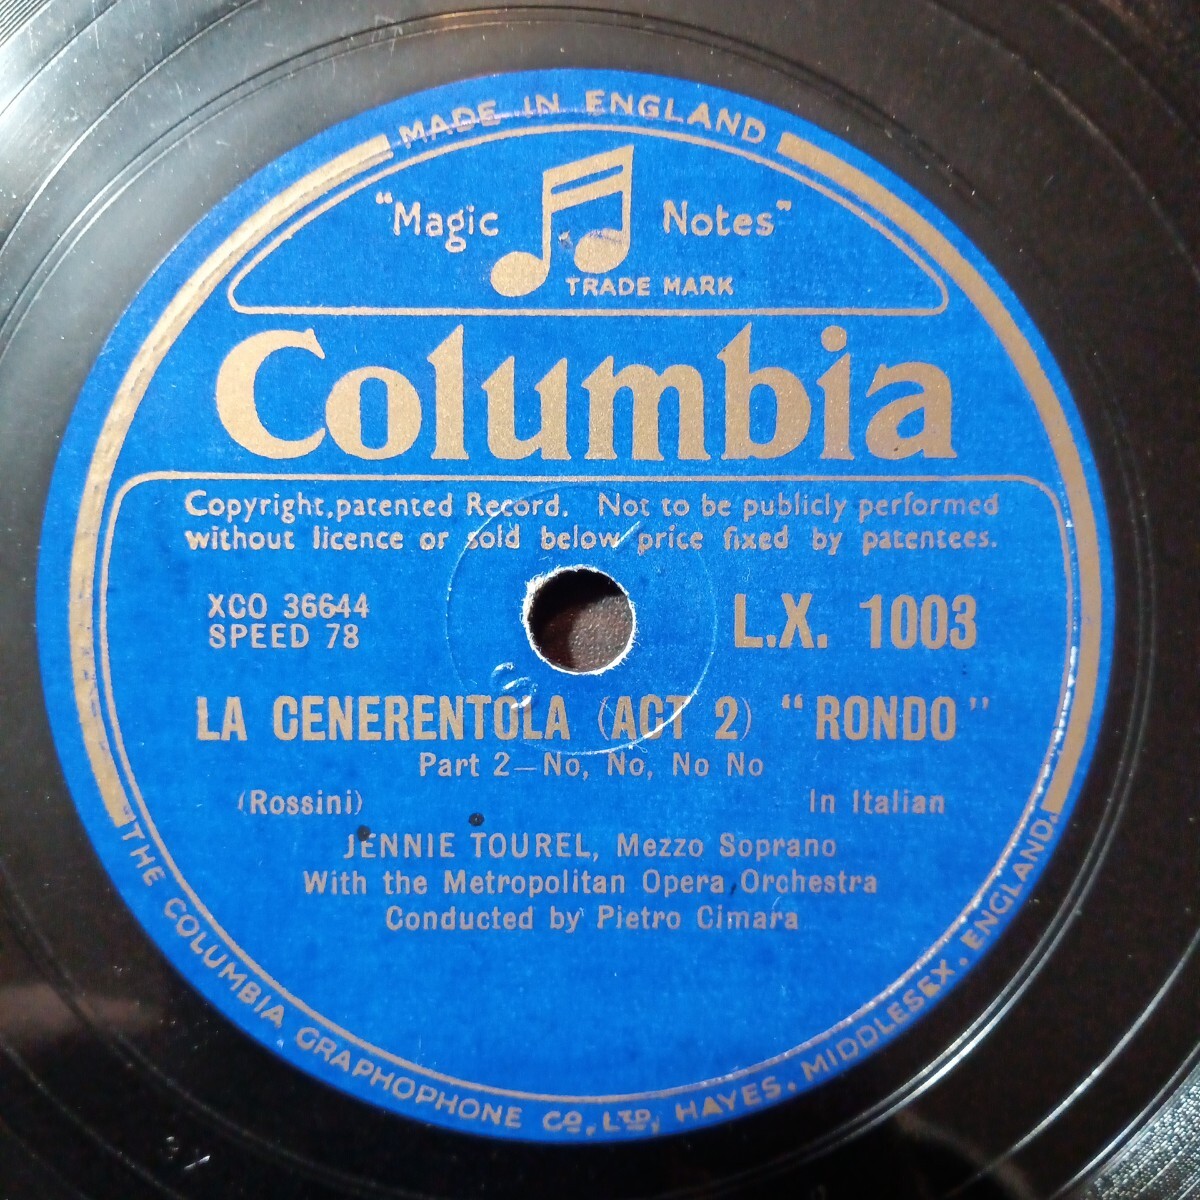 MADE IN ENGLAND
"Magic Notes"
TRADE MARK
Columbia
Copyright, patented Record. Not to be publicly performed
without licence or sold below price fixed by patentees.
XCO 36644
SPEED 78
L.X. 1003
LA CENERENTOLA (ACT 2) "RONDO"
Part 2—No, No, No No
(Rossini) In Italian
JENNIE TOUREL, Mezzo Soprano
With the Metropolitan Opera Orchestra
Conducted by Pietro Cimara
THE COLUMBIA GRAPHOPHONE CO., LTD, HAYES. MIDDLESEX. ENGLAND.